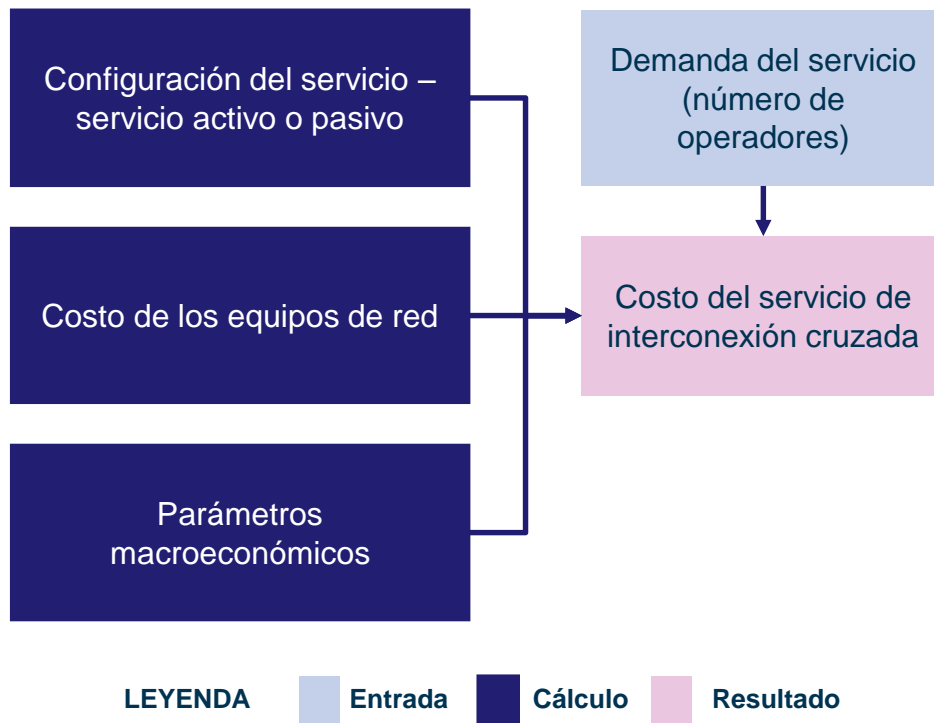 Configuración del servicio –
servicio activo o pasivo
Demanda del servicio
(número de
operadores)
Costo de los equipos de red
Costo del servicio de
interconexión cruzada
Parámetros
macroeconómicos
LEYENDA Entrada Cálculo Resultado